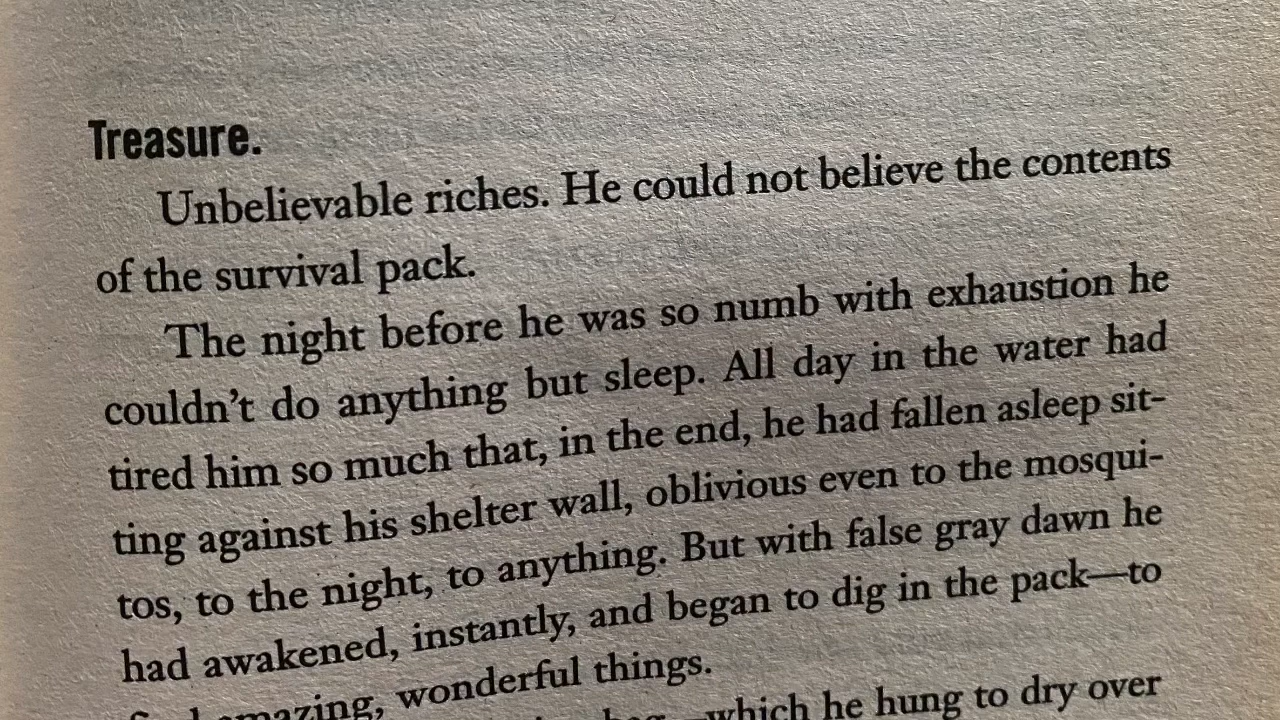 Treasure.
Unbelievable riches. He could not believe the contents
of the survival pack.
The night before he was so numb with exhaustion he
couldn't do anything but sleep. All day in the water had
tired him so much that, in the end, he had fallen asleep sit-
ting against his shelter wall, oblivious even to the mosqui-
tos, to the night, to anything. But with false gray dawn he
had awakened, instantly, and began to dig in the pack—to
amazing, wonderful things.
which he hung to dry over